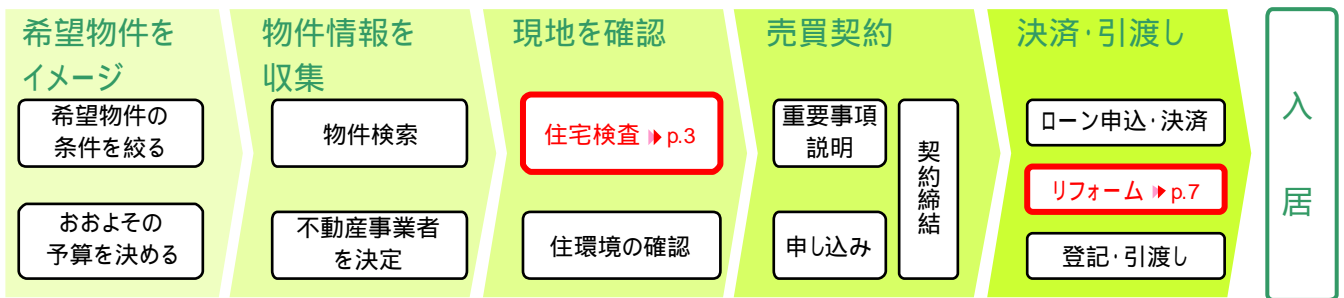 希望物件を
イメージ
希望物件の
条件を絞る
おおよその
予算を決める
物件情報を
収集
物件検索
不動産事業者
を決定
現地を確認
住宅検査 ▶ p.3
住環境の確認
売買契約
重要事項
説明
申し込み
契約締結
決済・引渡し
ローン申込・決済
リフォーム ▶ p.7
登記・引渡し
入居